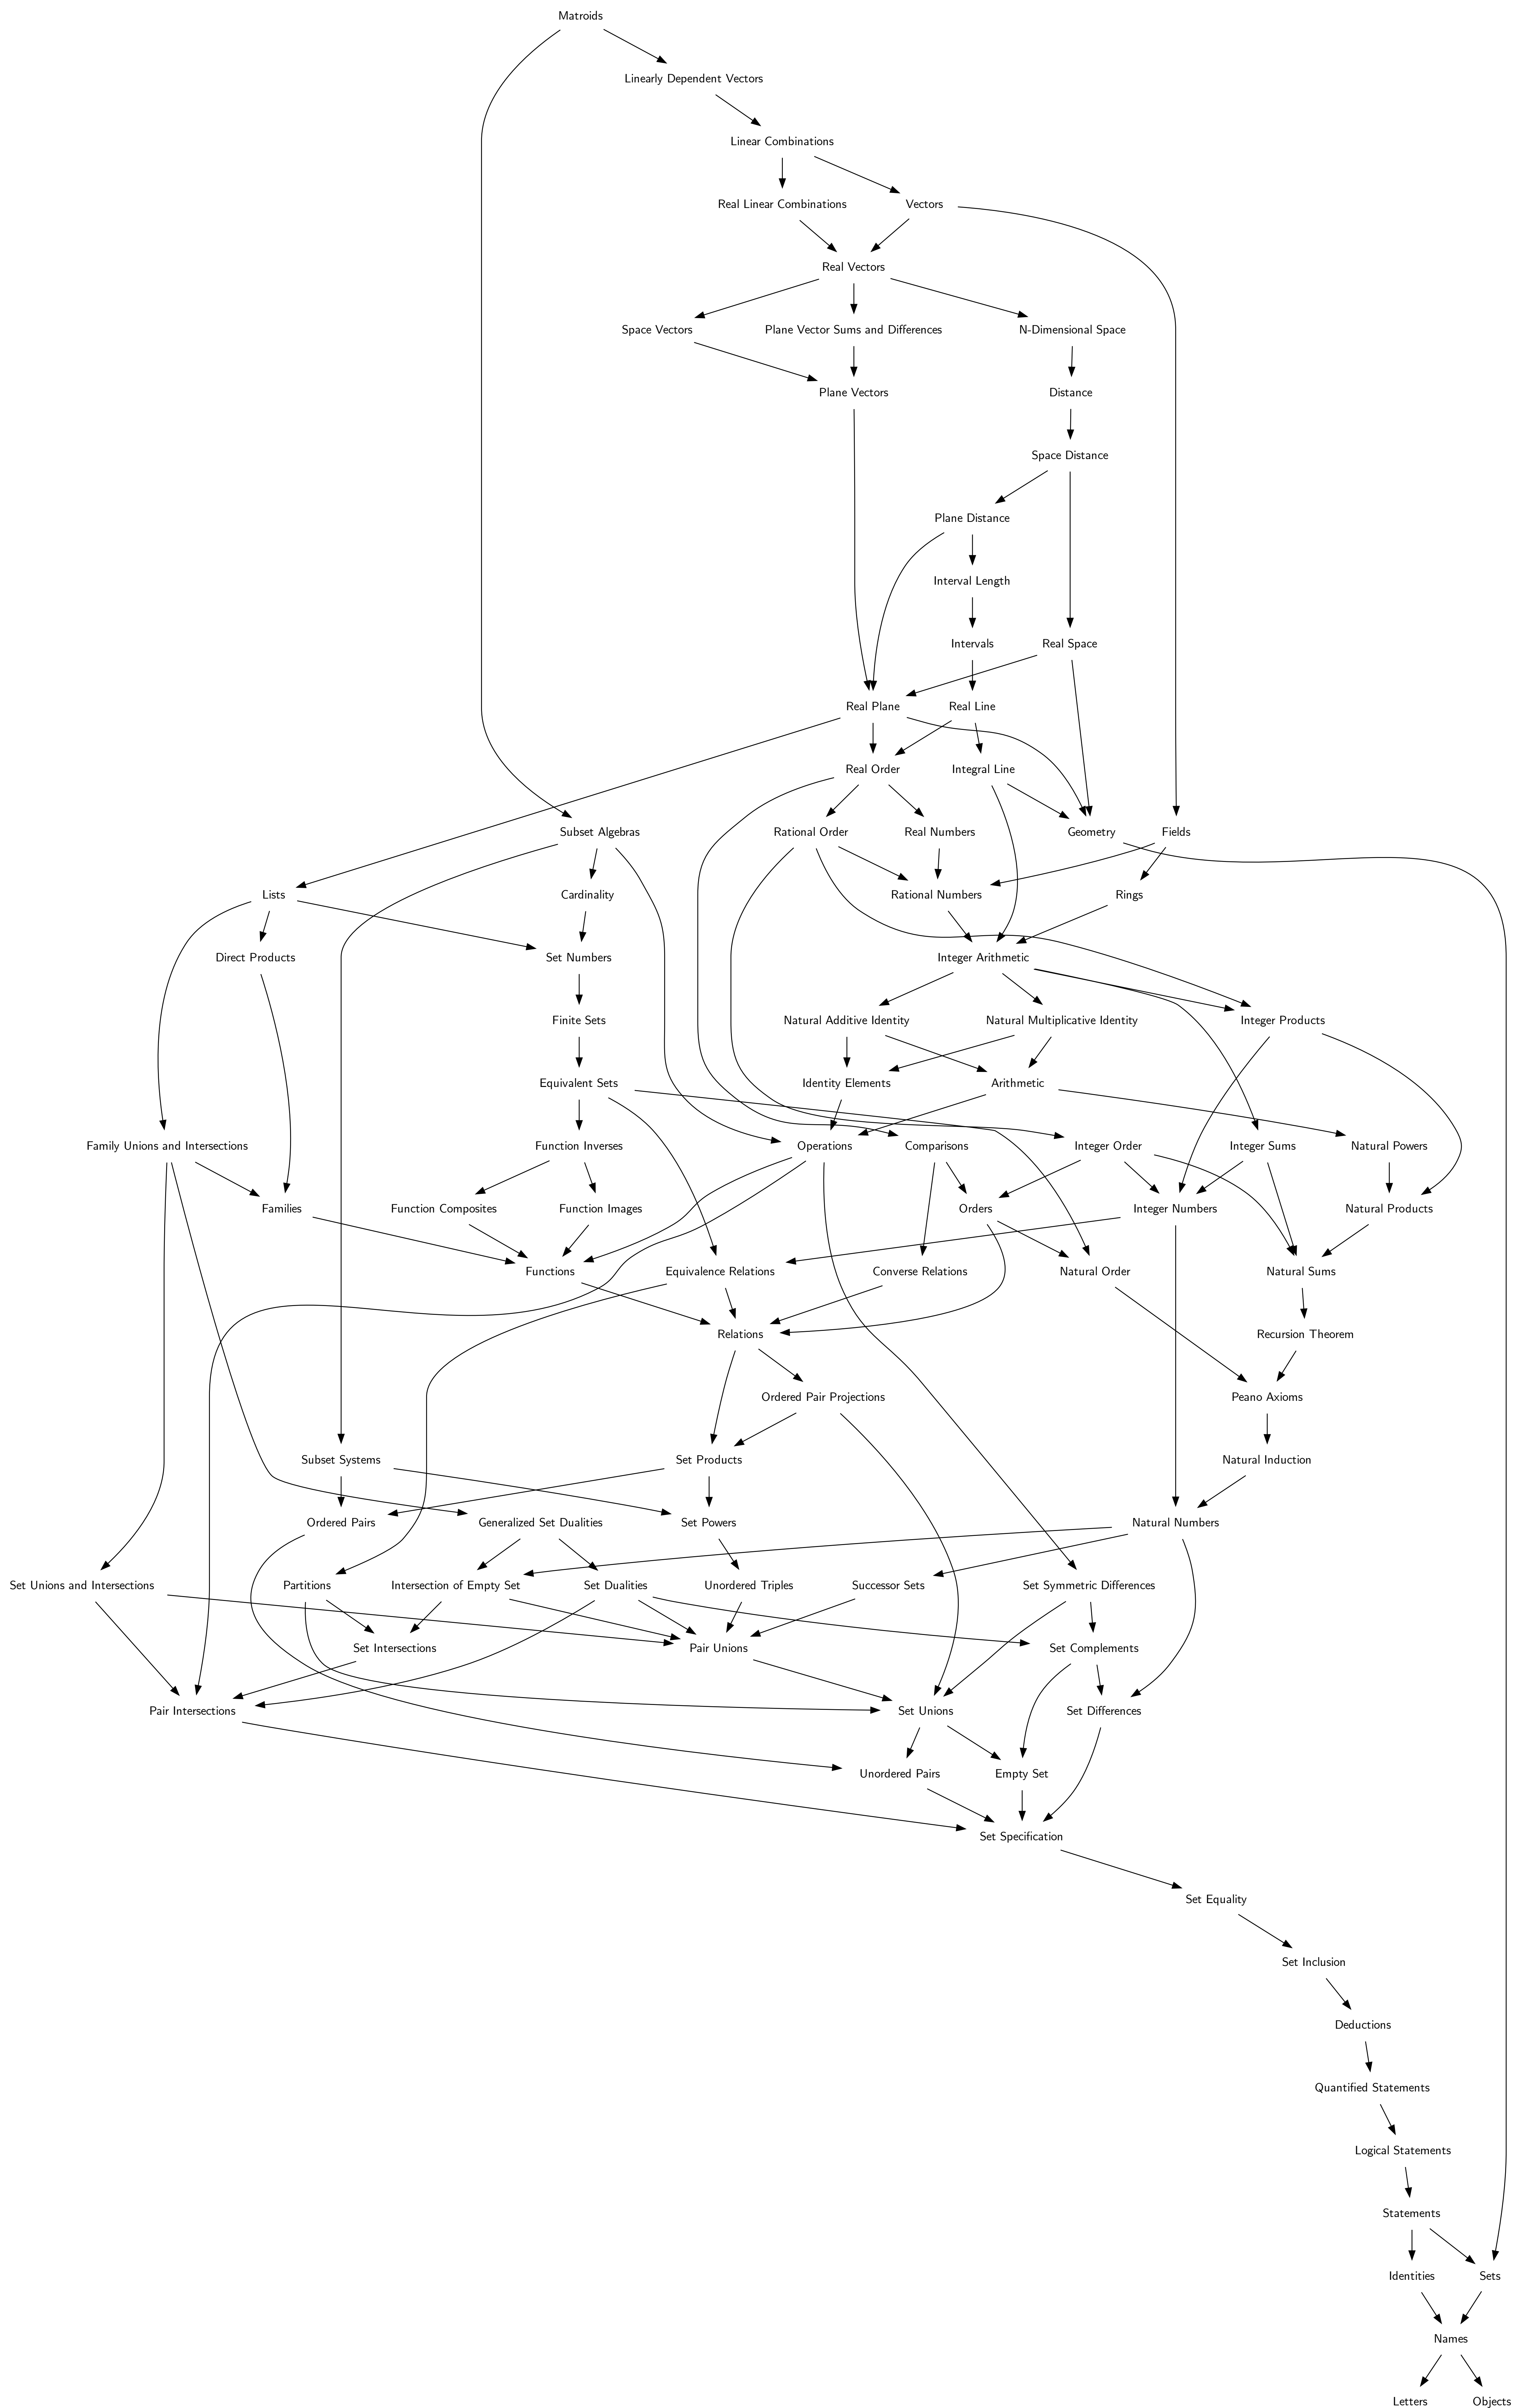 Matroids
Linearly Dependent Vectors
Linear Combinations
Real Linear Combinations
Vectors
Real Vectors
Space Vectors
Plane Vector Sums and Differences
N-Dimensional Space
Plane Vectors
Distance
Space Distance
Plane Distance
Interval Length
Intervals
Real Space
Real Plane
Real Line
Real Order
Integral Line
Subset Algebras
Rational Order
Real Numbers
Geometry
Fields
Lists
Cardinality
Rational Numbers
Rings
Direct Products
Set Numbers
Integer Arithmetic
Finite Sets
Natural Additive Identity
Natural Multiplicative Identity
Integer Products
Equivalent Sets
Identity Elements
Arithmetic
Family Unions and Intersections
Function Inverses
Operations
Comparisons
Integer Order
Integer Sums
Natural Powers
Families
Function Composites
Function Images
Orders
Integer Numbers
Natural Products
Functions
Equivalence Relations
Converse Relations
Natural Order
Natural Sums
Relations
Recursion Theorem
Ordered Pair Projections
Peano Axioms
Subset Systems
Set Products
Natural Induction
Ordered Pairs
Generalized Set Dualities
Set Powers
Natural Numbers
Set Unions and Intersections
Partitions
Intersection of Empty Set
Set Dualities
Unordered Triples
Successor Sets
Set Symmetric Differences
Set Intersections
Pair Unions
Set Complements
Pair Intersections
Set Unions
Set Differences
Unordered Pairs
Empty Set
Set Specification
Set Equality
Set Inclusion
Deductions
Quantified Statements
Logical Statements
Statements
Identities
Sets
Names
Letters
Objects